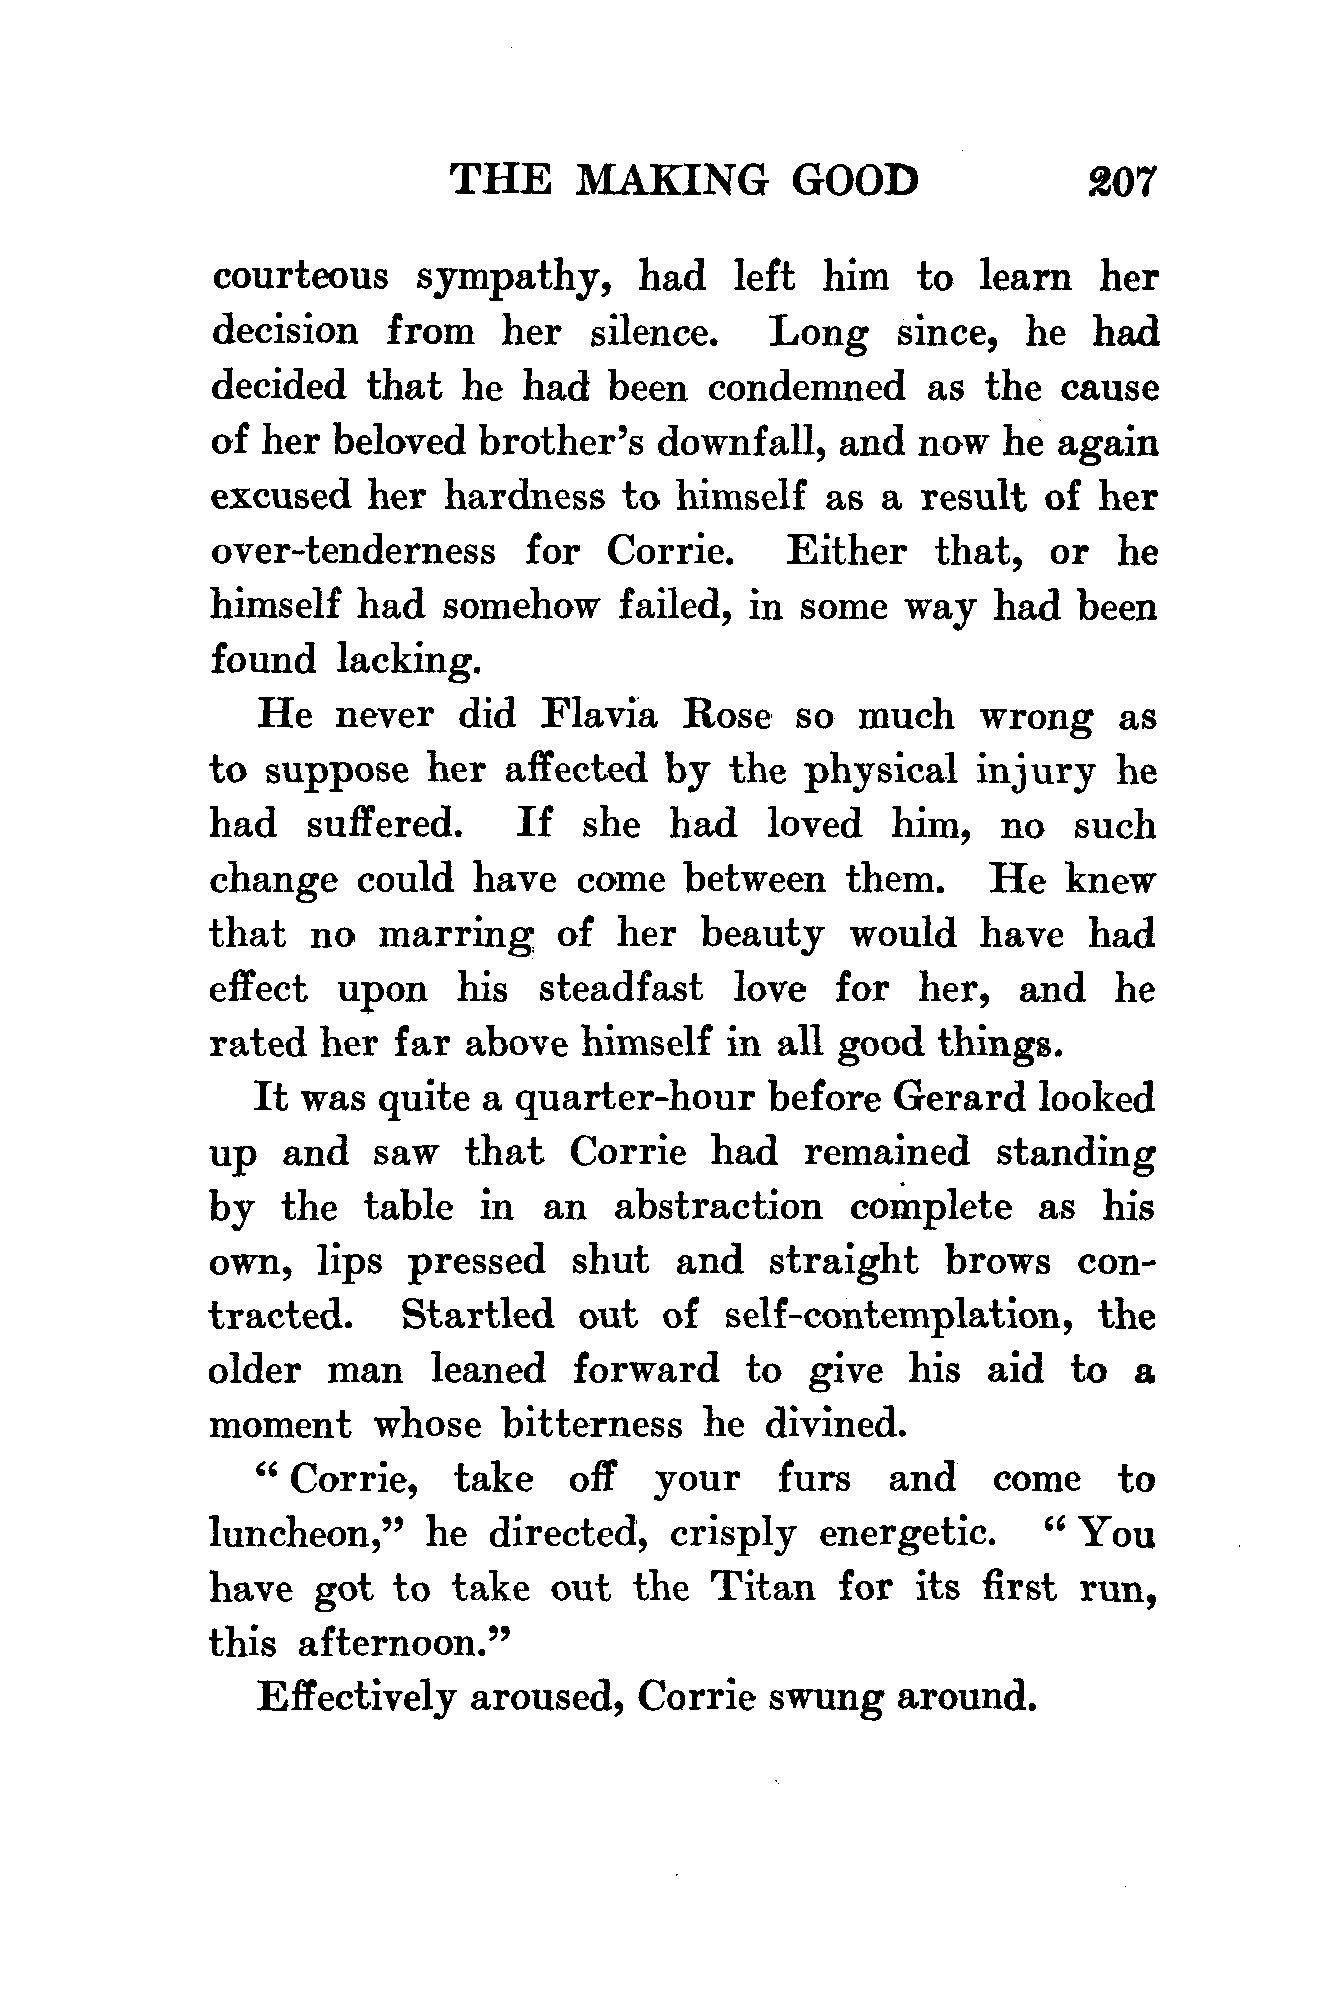 THE MAKING GOOD 207
courteous sympathy, had left him to learn her
decision from her silence. Long since, he had
decided that he had been condemned as the cause
of her beloved brother's downfall, and now he again
excused her hardness to himself as a result of her
over-tenderness for Corrie. Either that, or he
himself had somehow failed, in some way had been
found lacking.
He never did Flavia Rose so much wrong as
to suppose her affected by the physical injury he
had suffered. If she had loved him, no such
change could have come between them. He knew
that no marring of her beauty would have had
effect upon his steadfast love for her, and he
rated her far above himself in all good things.
It was quite a quarter-hour before Gerard looked
up and saw that Corrie had remained standing
by the table in an abstraction complete as his
own, lips pressed shut and straight brows con-
tracted. Startled out of self-contemplation, the
older man leaned forward to give his aid to a
moment whose bitterness he divined.
“ Corrie, take off your furs and come to
luncheon,” he directed, crisply energetic. “ You
have got to take out the Titan for its first run,
this afternoon.”
Effectively aroused, Corrie swung around.